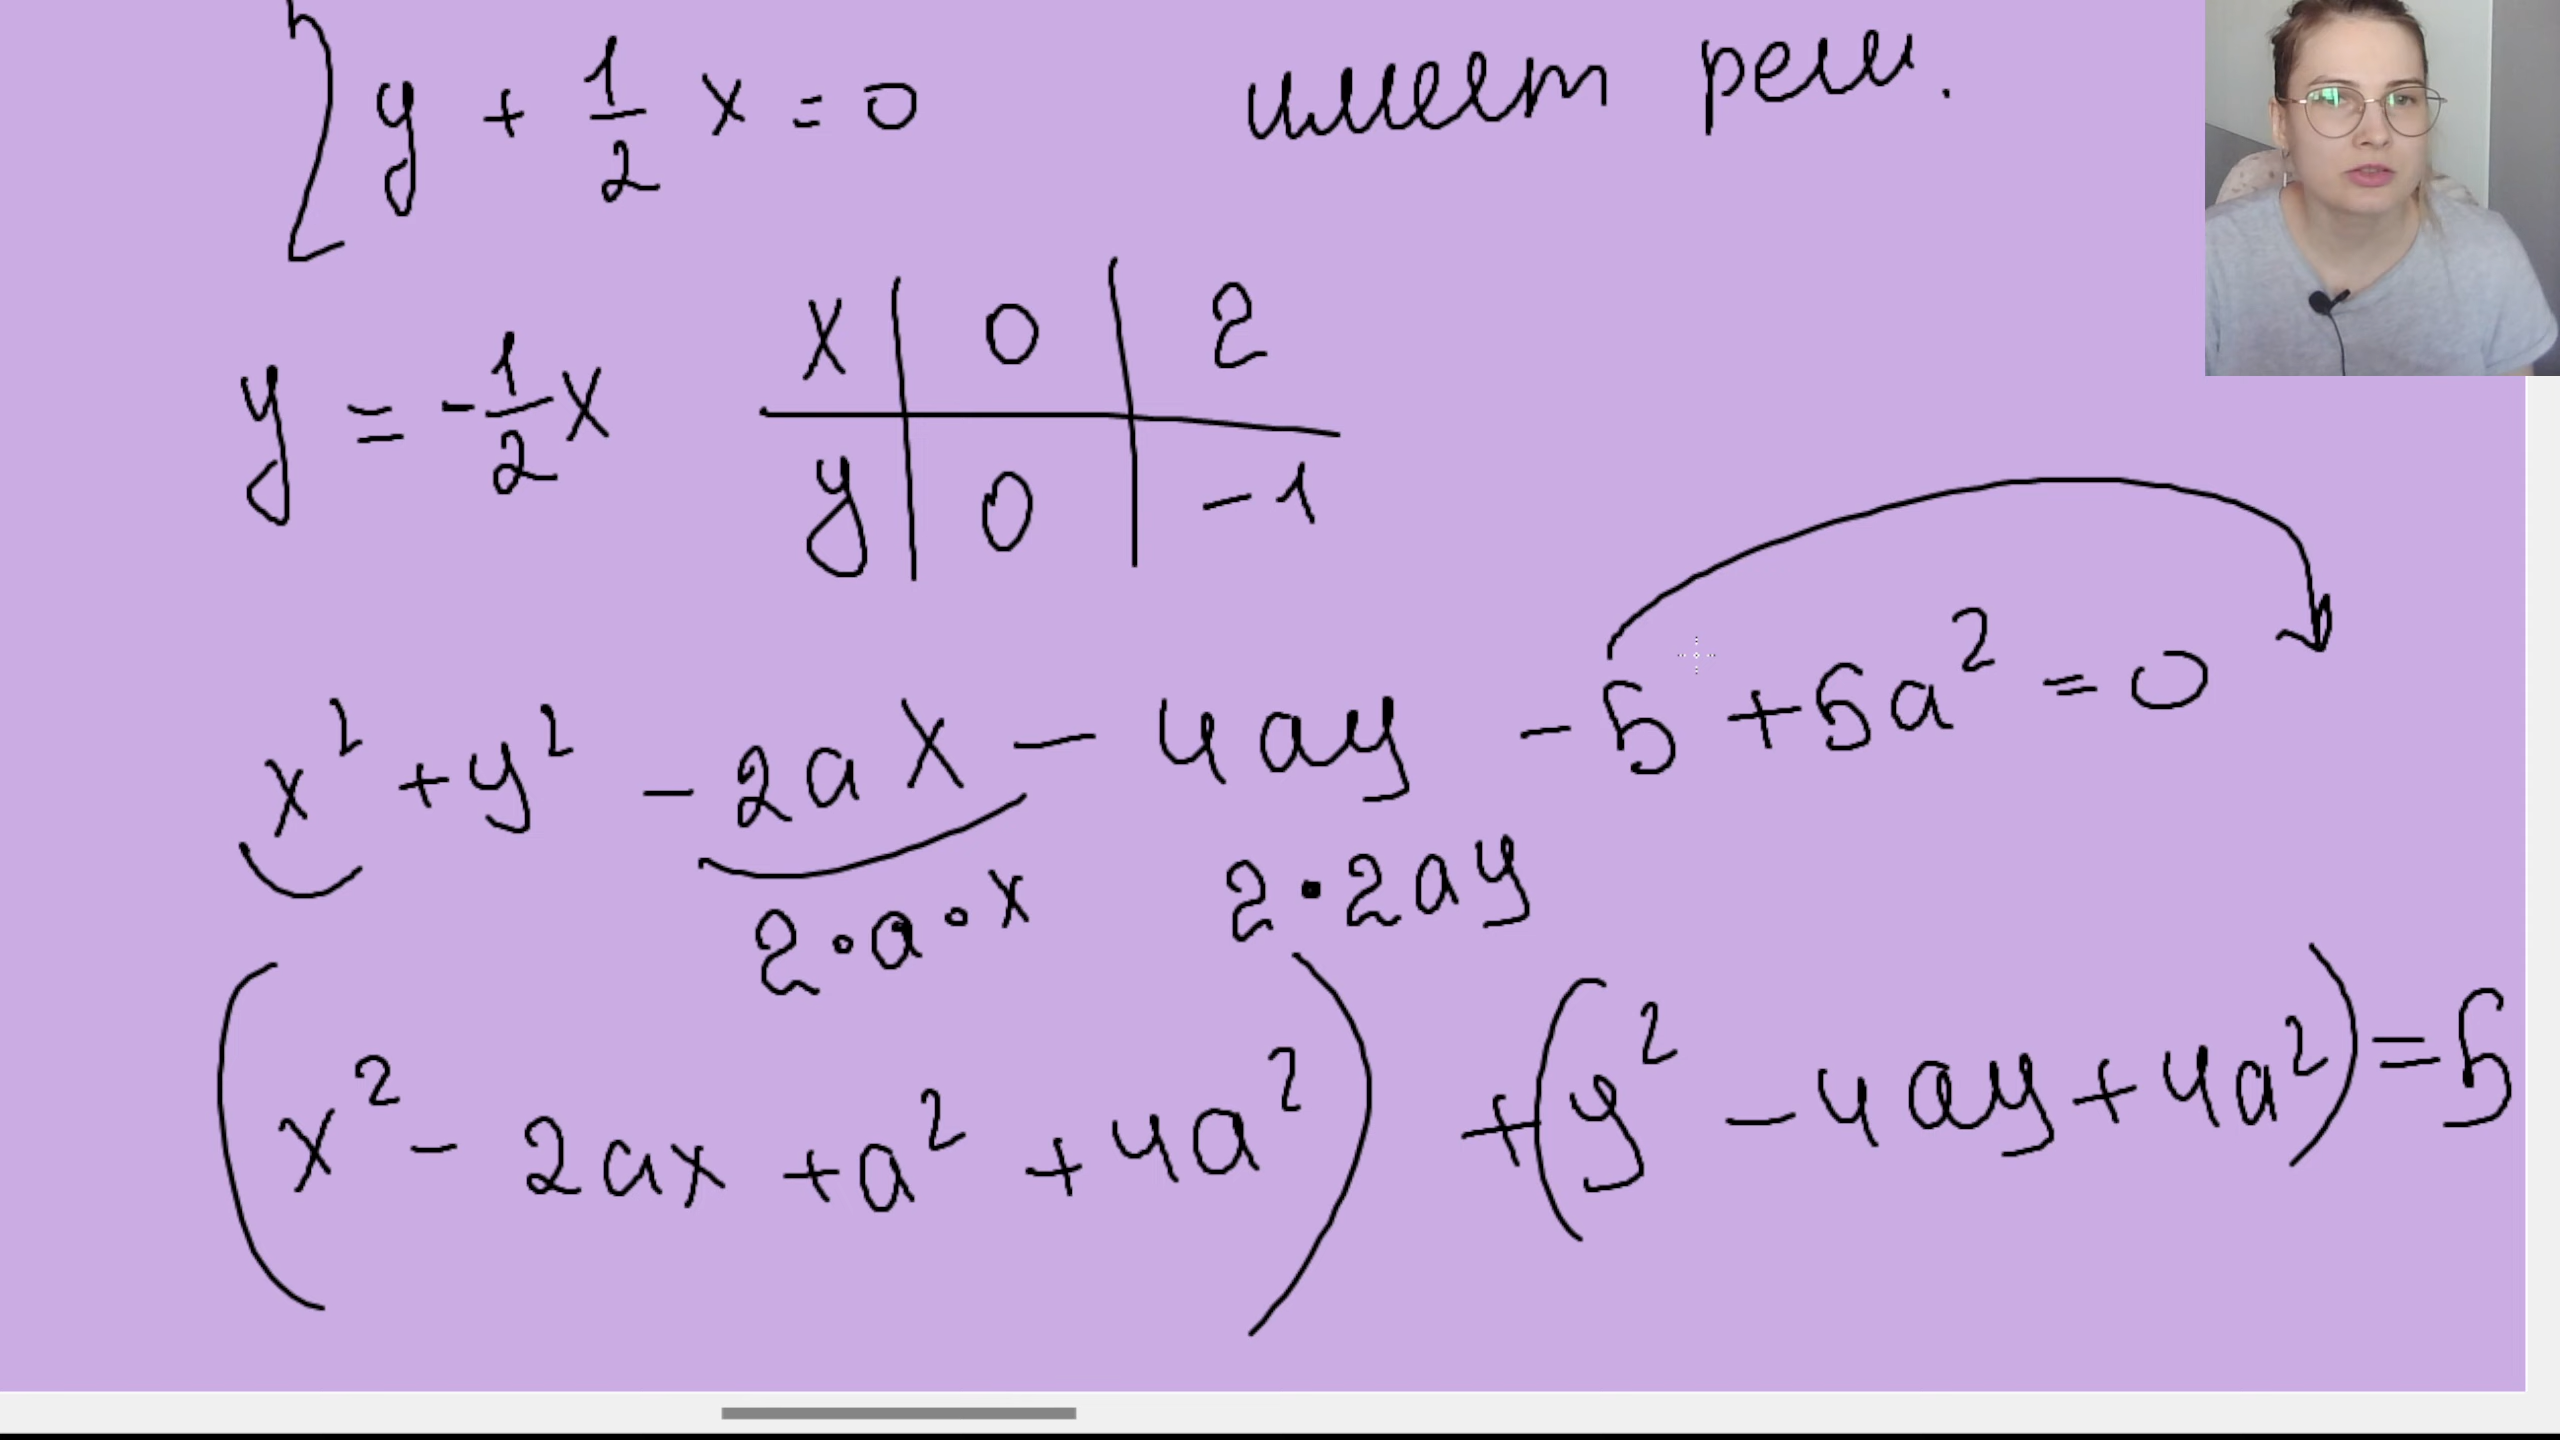 y + 1/2 x = 0 имеет реш.
y = -1/2 x
x | 0 | 2
y | 0 | -1
x² + y² - 2ax - 4ay - 5 + 5a² = 0
2·a·x 2·2ay
(x² - 2ax + a² + 4a²) + (y² - 4ay + 4a²) = 5